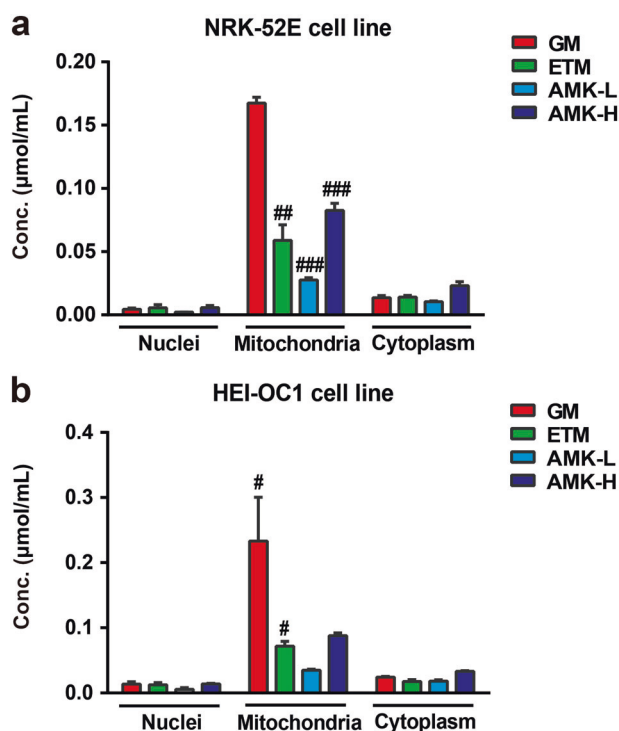 a
NRK-52E cell line
Conc. (μmol/mL)
0.20
0.15
0.10
0.05
0.00
##
###
###
Nuclei
Mitochondria
Cytoplasm
GM
ETM
AMK-L
AMK-H
b
HEI-OC1 cell line
Conc. (μmol/mL)
0.4
0.3
0.2
0.1
0.0
#
#
Nuclei
Mitochondria
Cytoplasm
GM
ETM
AMK-L
AMK-H